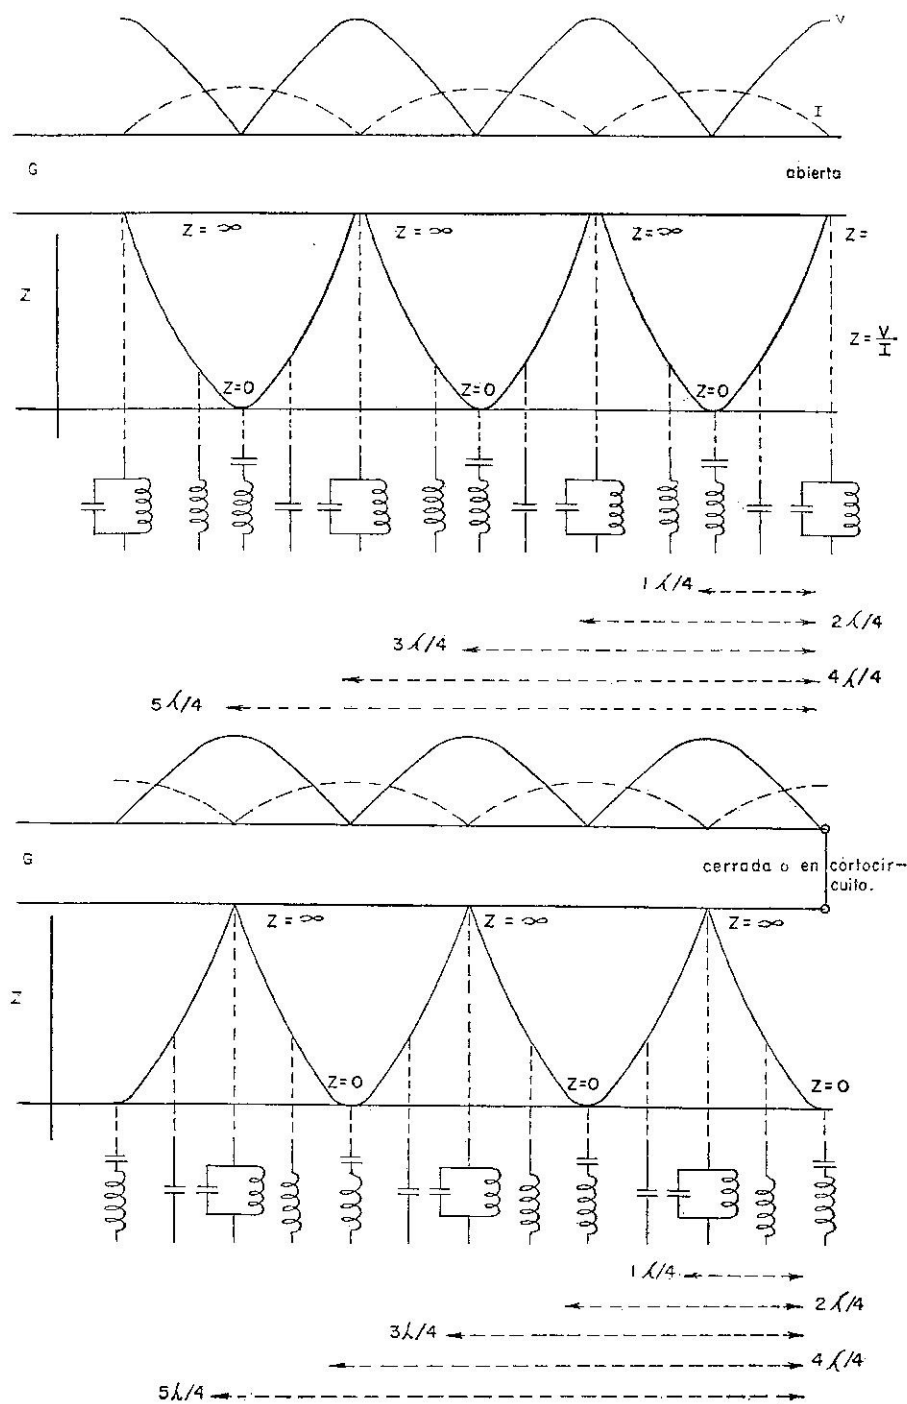 V
I
G
abierta
Z = ∞
Z = ∞
Z = ∞
Z =
Z
Z = V/I
Z=0
Z=0
Z=0
1 λ/4
2 λ/4
3 λ/4
4 λ/4
5 λ/4
G
cerrada o en cortocir-
cuito.
Z = ∞
Z = ∞
Z = ∞
Z
Z=0
Z=0
Z=0
1 λ/4
2 λ/4
3 λ/4
4 λ/4
5 λ/4